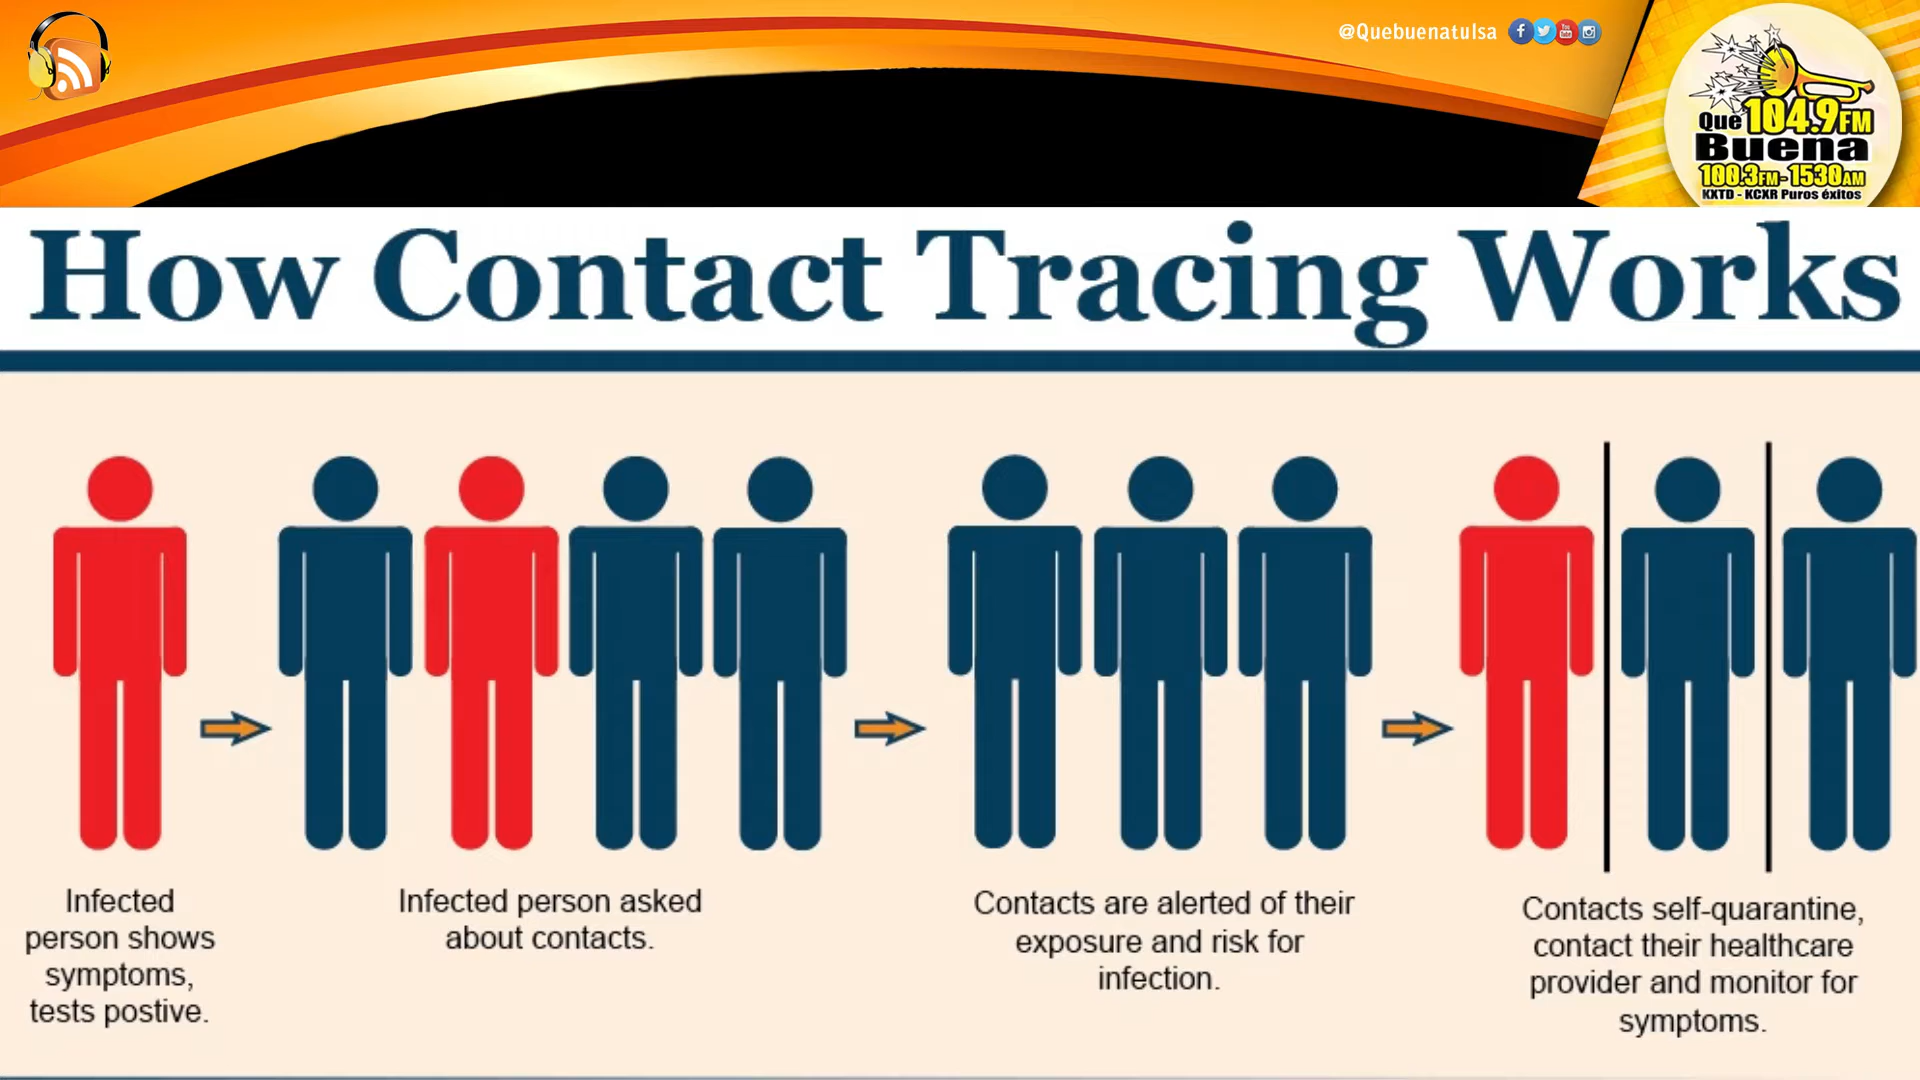 @Quebuenatulsa
Que 104.9FM
Buena
100.3FM-1530AM
KXTD - KCXR Puros éxitos
How Contact Tracing Works
Infected
person shows
symptoms,
tests postive.
Infected person asked
about contacts.
Contacts are alerted of their
exposure and risk for
infection.
Contacts self-quarantine,
contact their healthcare
provider and monitor for
symptoms.